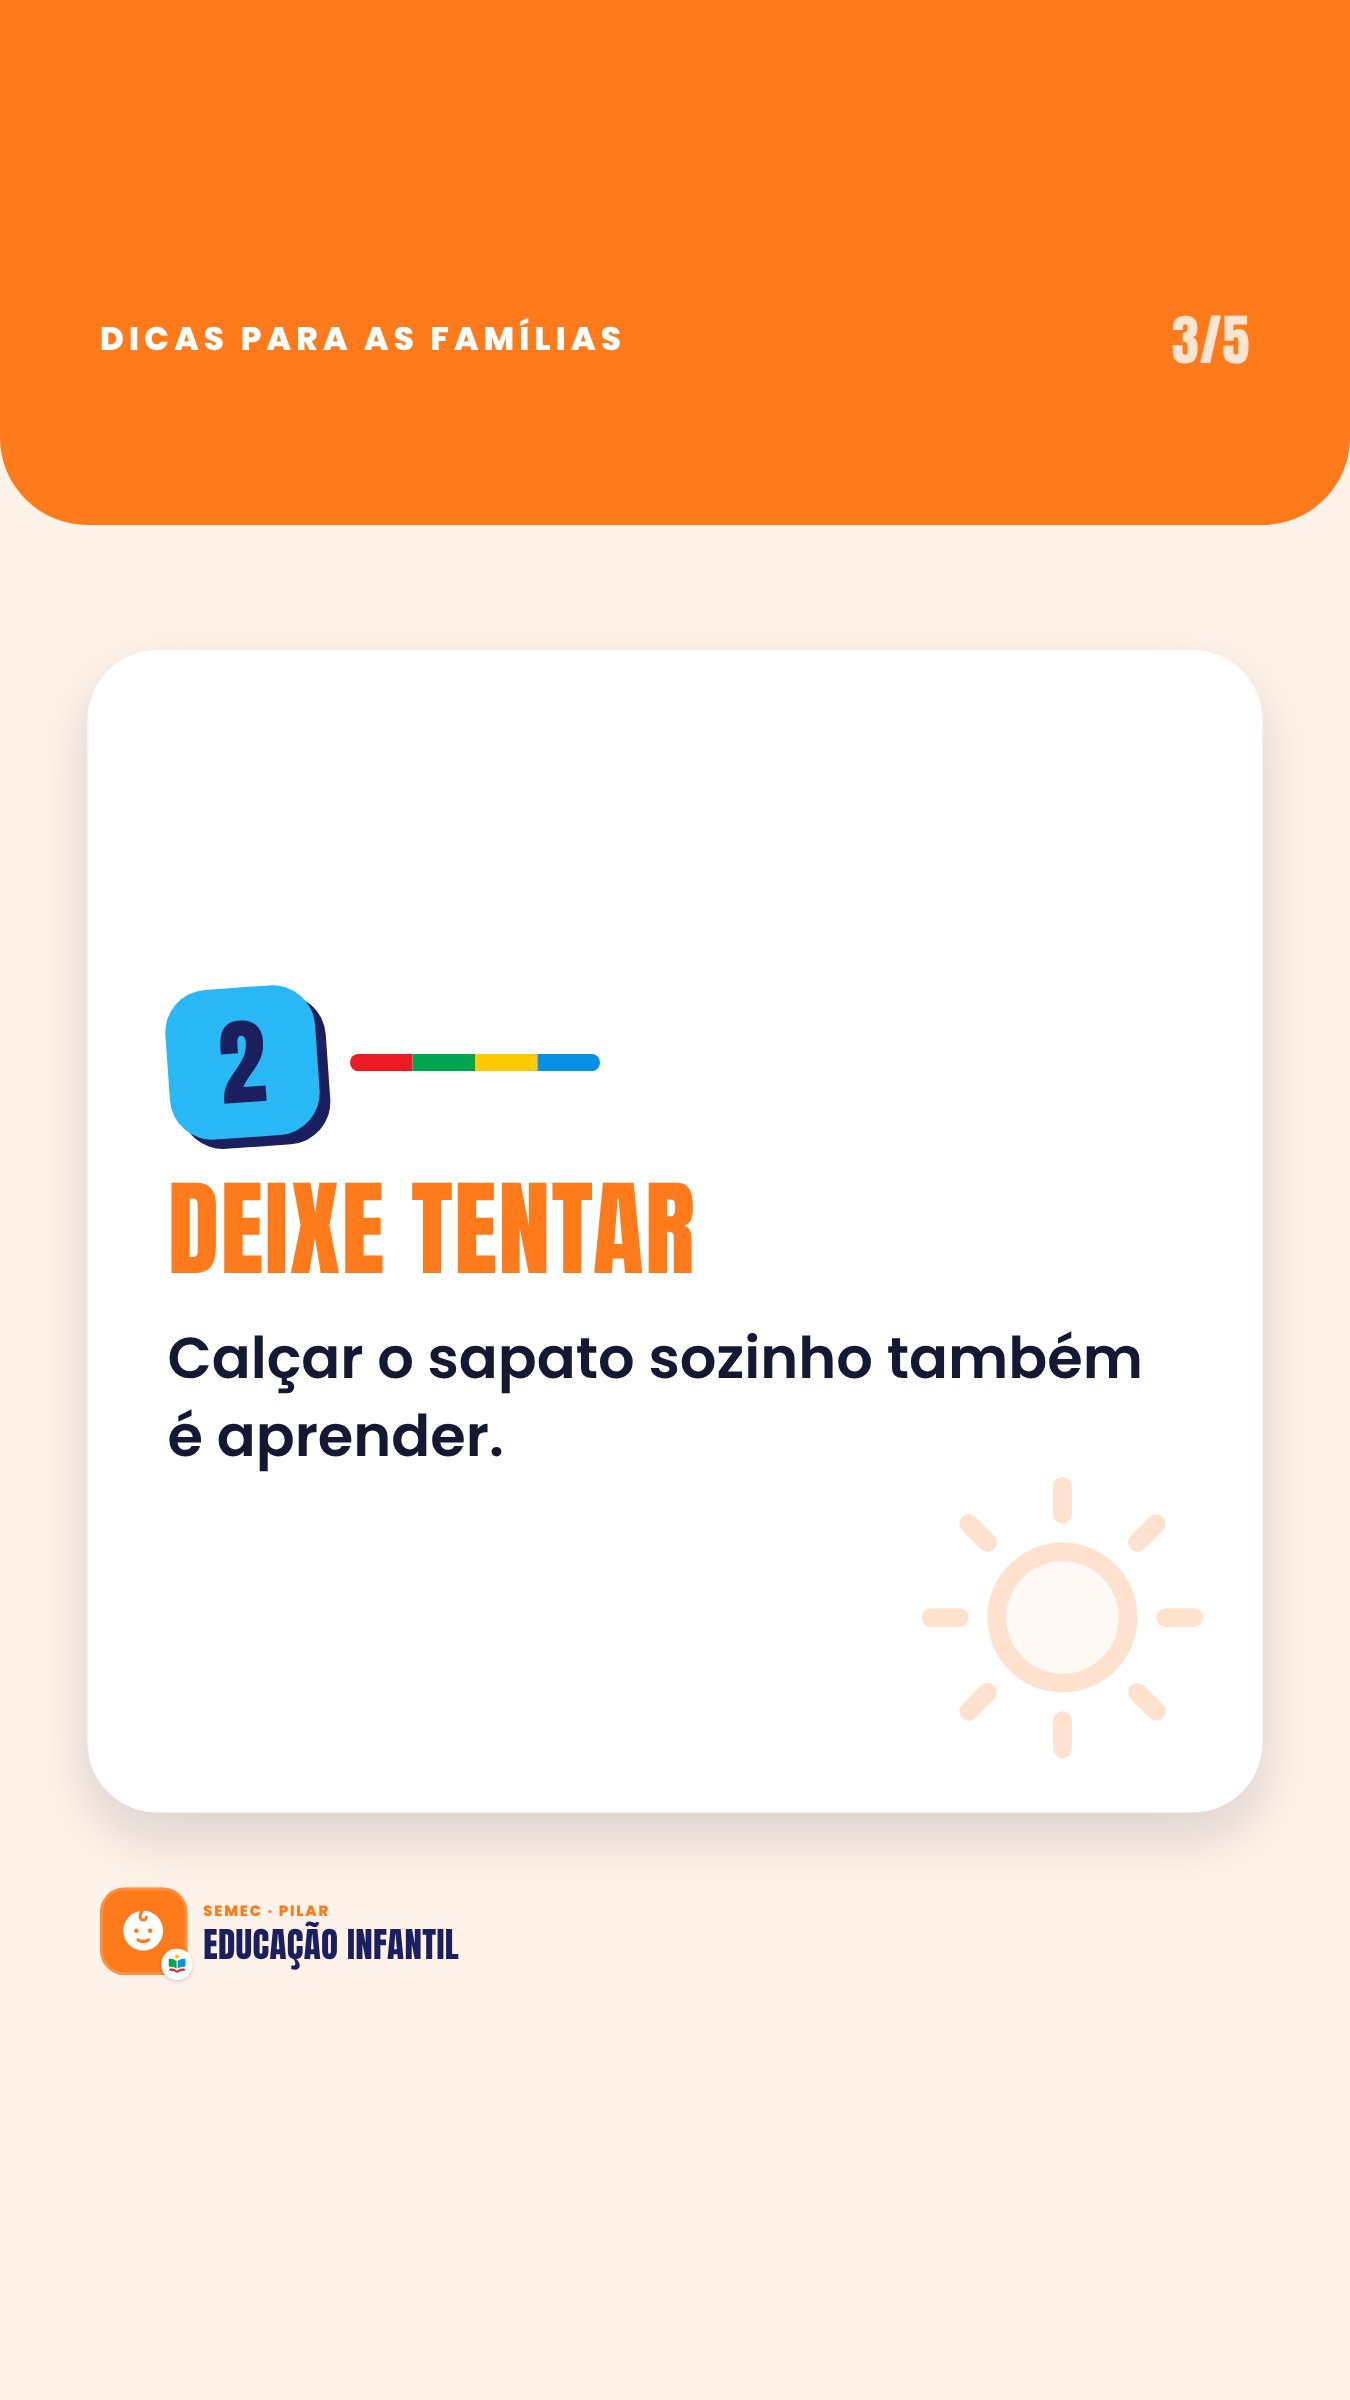 DICAS PARA AS FAMÍLIAS
3/5
2
DEIXE TENTAR
Calçar o sapato sozinho também
é aprender.
SEMEC · PILAR
EDUCAÇÃO INFANTIL